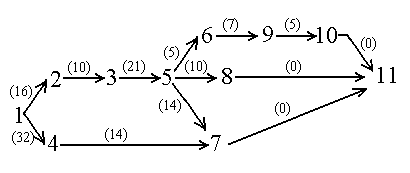 (7) (5)
6 9 10 (0)
(5)
(10) (21) (10) (0)
2 3 5 8 11
(16) (14) (0)
1
(32) (14)
4 7